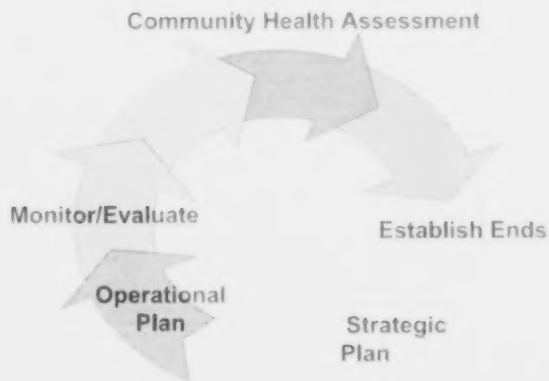 Community Health Assessment
Monitor/Evaluate
Establish Ends
Operational
Plan
Strategic
Plan